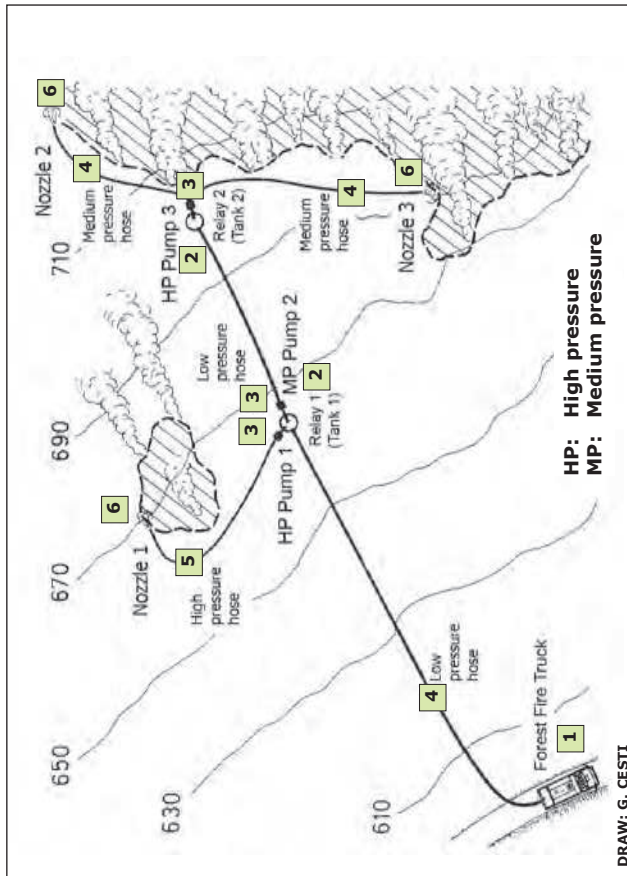 Nozzle 2
6
4
Medium
pressure
hose
710
HP Pump 3
3
Relay 2
(Tank 2)
2
4
Medium
pressure
hose
6
Nozzle 3
Low
pressure
hose
690
3
3
MP Pump 2
2
Relay 1
(Tank 1)
HP Pump 1
6
Nozzle 1
5
High
pressure
hose
670
650
630
610
4
Low
pressure
hose
Forest Fire Truck
1
HP: High pressure
MP: Medium pressure
DRAW: G. CESTI